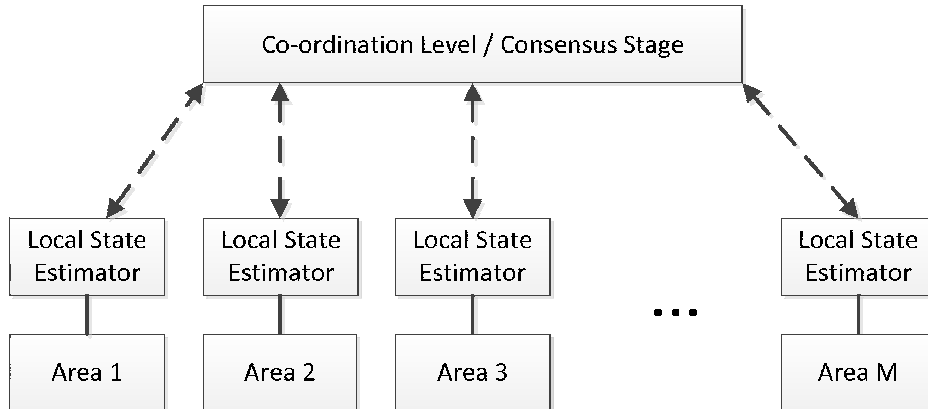 Co-ordination Level / Consensus Stage
Local State
Estimator
Local State
Estimator
Local State
Estimator
Local State
Estimator
...
Area 1
Area 2
Area 3
Area M